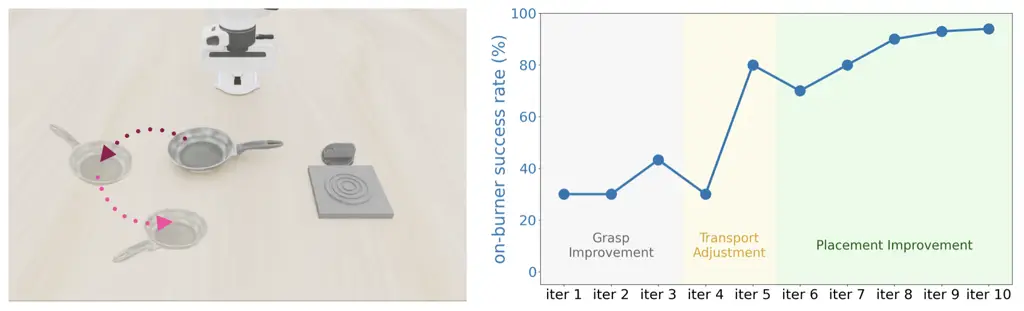 on-burner success rate (%)
100
80
60
40
20
0
Grasp
Improvement
Transport
Adjustment
Placement Improvement
iter 1 iter 2 iter 3 iter 4 iter 5 iter 6 iter 7 iter 8 iter 9 iter 10